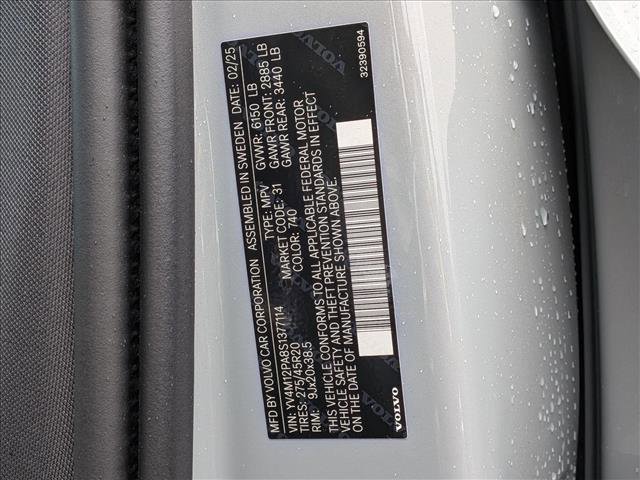 MFD BY VOLVO CAR CORPORATION ASSEMBLED IN SWEDEN DATE: 02/25
VIN: YV4M12PA8S1377114 TYPE: MPV GVWR: 6150 LB
TIRES: 275/45R20 MARKET CODE: 31 GAWR FRONT: 2885 LB
RIM: 9Jx20x38.5 COLOR: 740 GAWR REAR: 3440 LB
THIS VEHICLE CONFORMS TO ALL APPLICABLE FEDERAL MOTOR
VEHICLE SAFETY AND THEFT PREVENTION STANDARDS IN EFFECT
ON THE DATE OF MANUFACTURE SHOWN ABOVE.
VOLVO
32390594